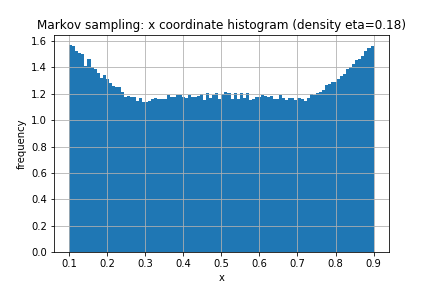 Markov sampling: x coordinate histogram (density eta=0.18)
1.6
1.4
1.2
1.0
0.8
0.6
0.4
0.2
0.0
frequency
0.1 0.2 0.3 0.4 0.5 0.6 0.7 0.8 0.9
x